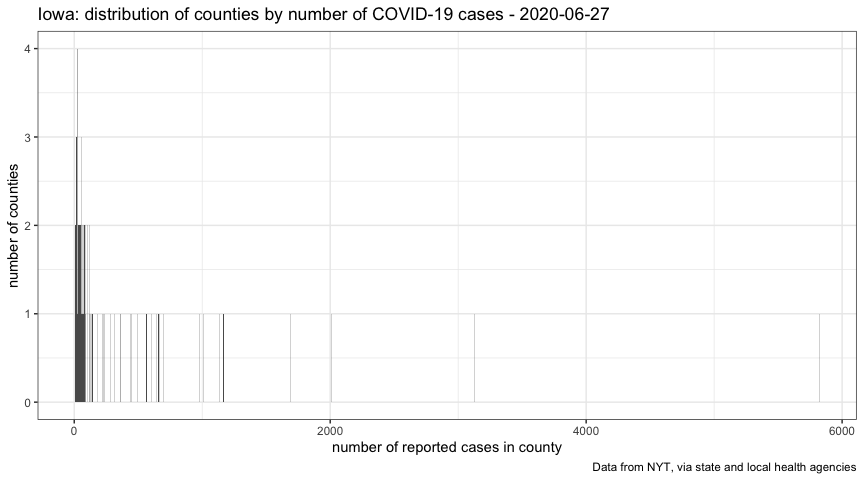 Iowa: distribution of counties by number of COVID-19 cases - 2020-06-27
4
3
2
1
0
number of counties
0 2000 4000 6000
number of reported cases in county
Data from NYT, via state and local health agencies